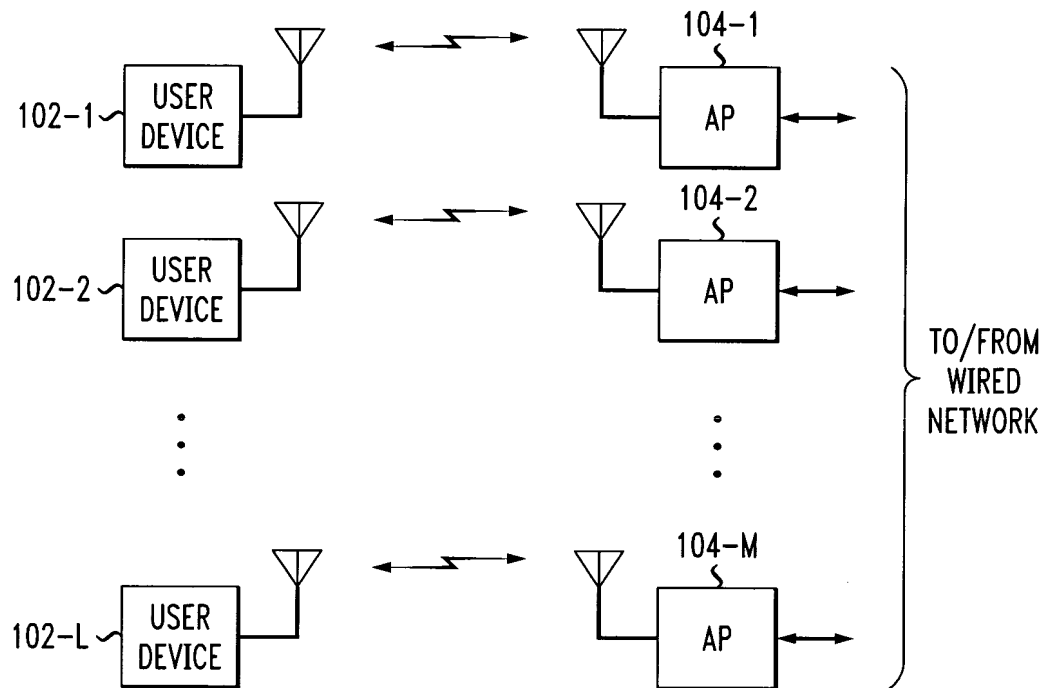 104-1
102-1
USER
DEVICE
AP
104-2
102-2
USER
DEVICE
AP
TO/FROM
WIRED
NETWORK
104-M
102-L
USER
DEVICE
AP